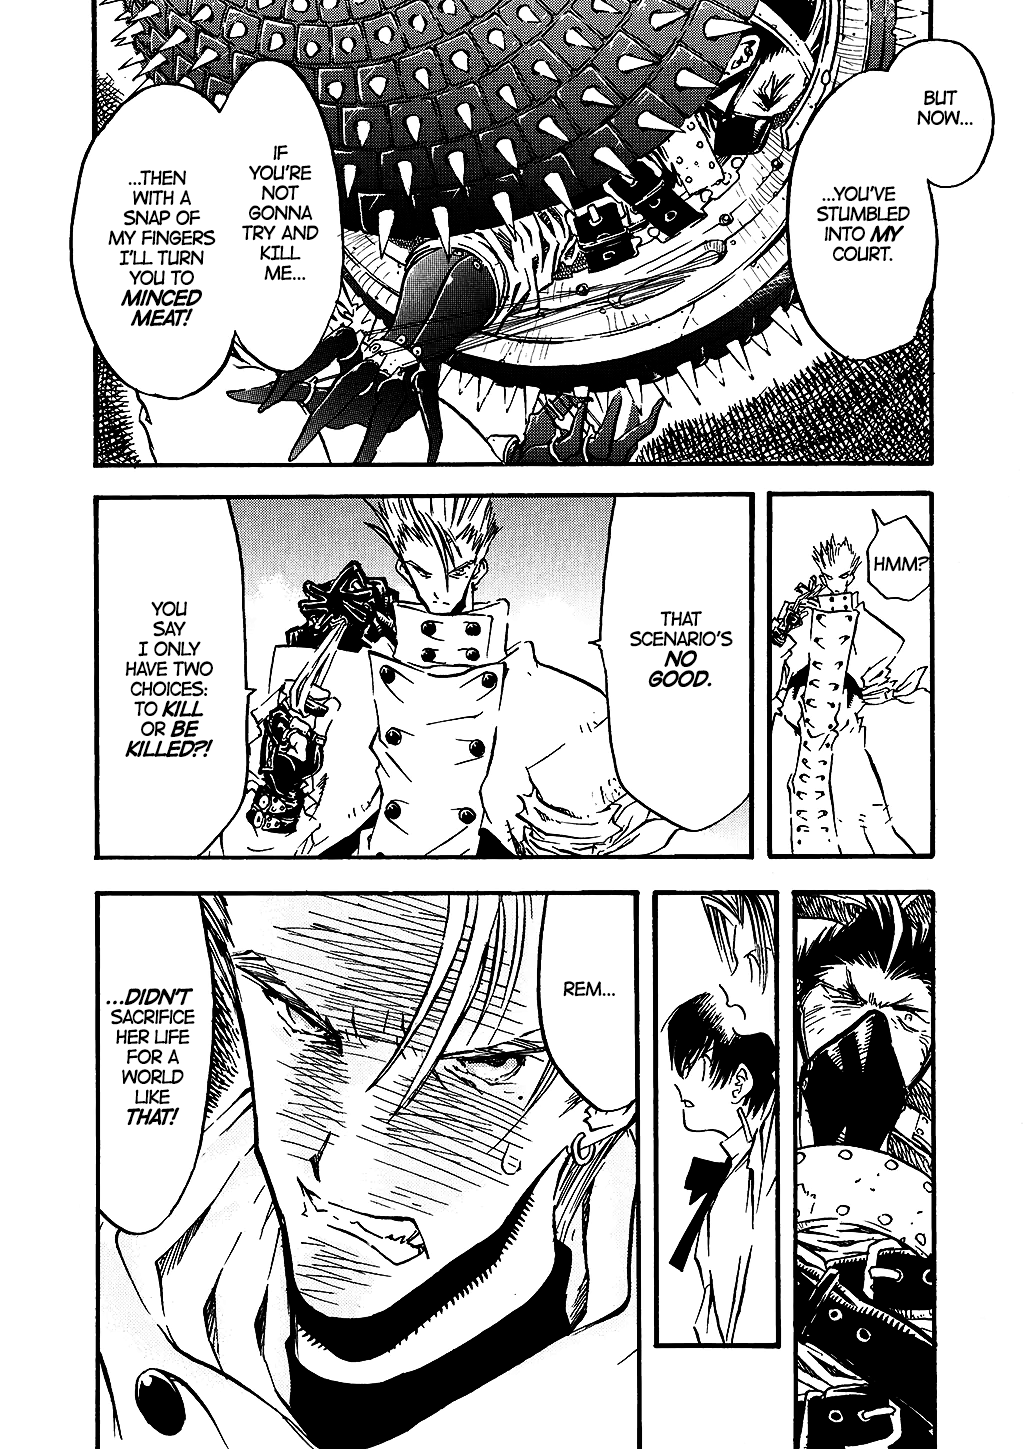 BUT
NOW...
...YOU'VE
STUMBLED
INTO MY
COURT.
IF
YOU'RE
NOT
GONNA
TRY AND
KILL
ME...
...THEN
WITH A
SNAP OF
MY FINGERS
I'LL TURN
YOU TO
MINCED
MEAT!
HMM?
THAT
SCENARIO'S
NO
GOOD.
YOU
SAY
I ONLY
HAVE TWO
CHOICES:
TO KILL
OR BE
KILLED?!
REM...
...DIDN'T
SACRIFICE
HER LIFE
FOR A
WORLD
LIKE
THAT!